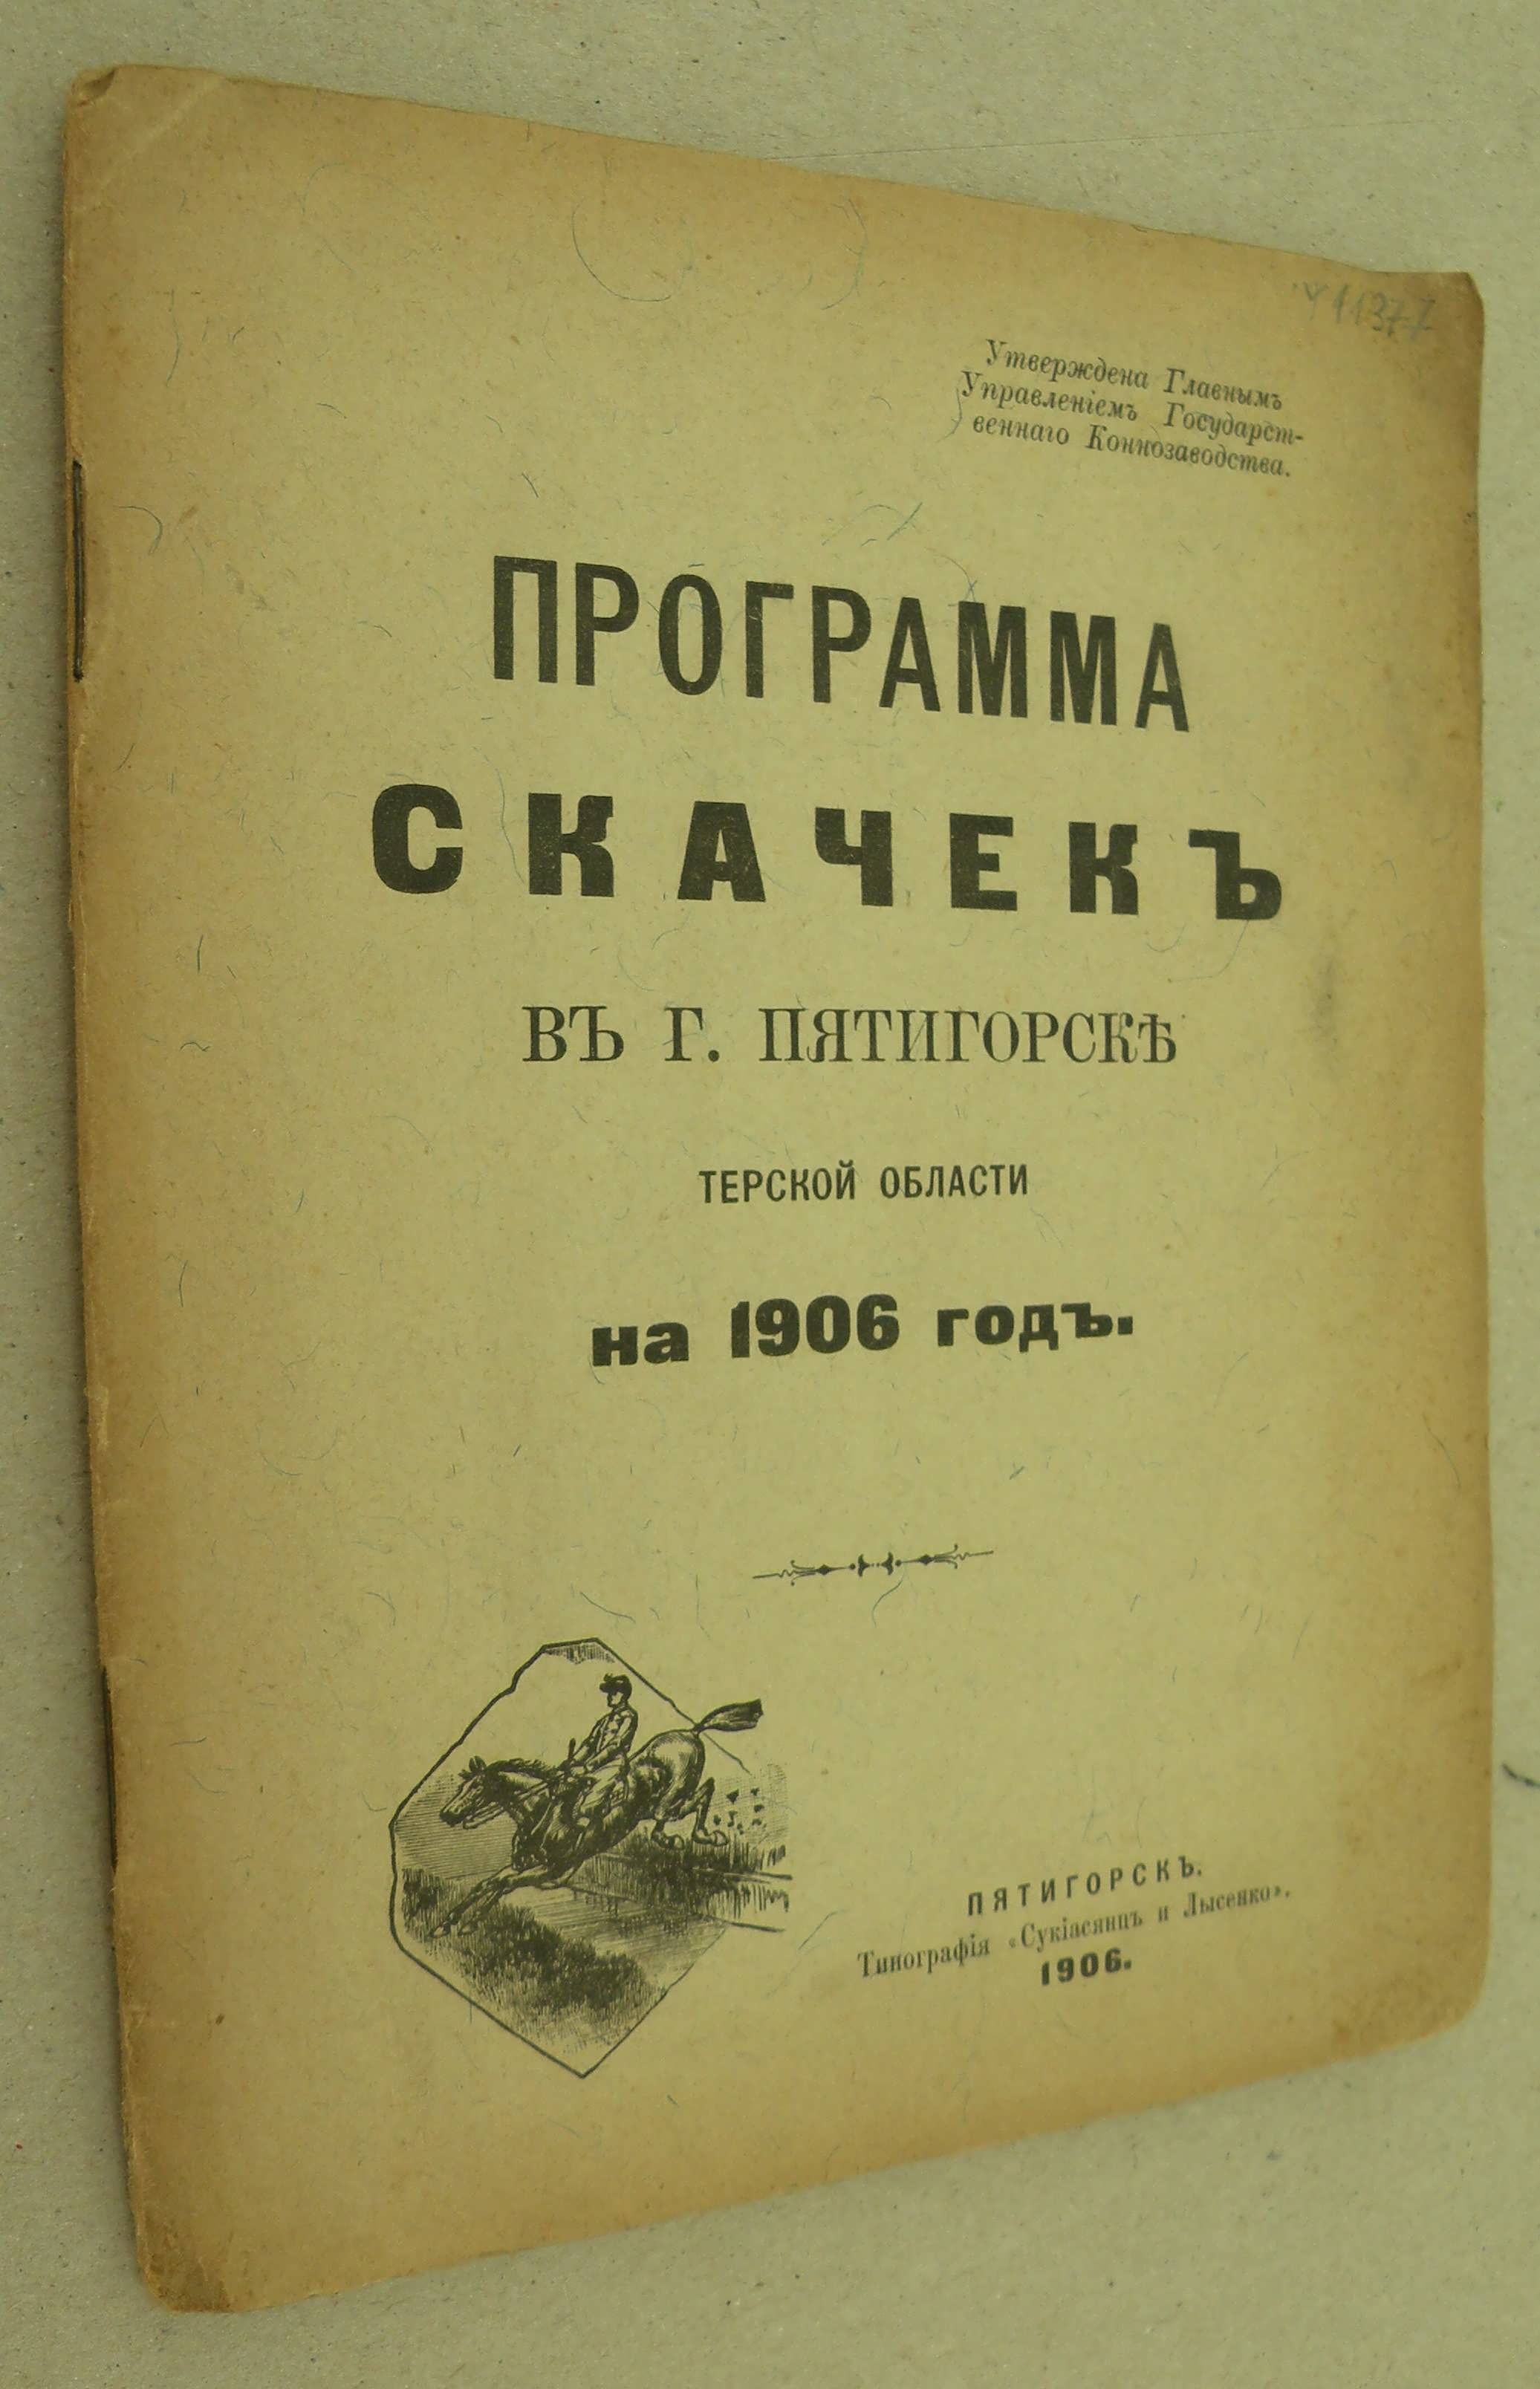 У 11377
Утверждена Главнымъ
Управленіемъ Государст-
веннаго Коннозаводства.
ПРОГРАММА
СКАЧЕКЪ
ВЪ Г. ПЯТИГОРСКѢ
ТЕРСКОЙ ОБЛАСТИ
на 1906 годъ.
ПЯТИГОРСКЪ.
Типографія «Сукіасянцъ и Лысенко».
1906.